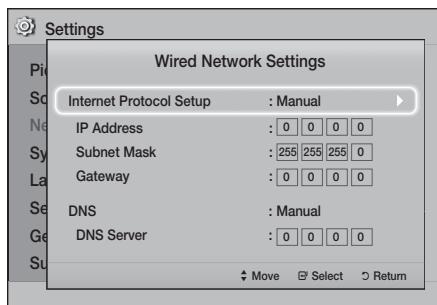 Settings
Wired Network Settings
Pi
Internet Protocol Setup : Manual
Sc
IP Address : 0 0 0 0
Ne
Subnet Mask : 255 255 255 0
Sy
Gateway : 0 0 0 0
La
DNS : Manual
Se
DNS Server : 0 0 0 0
Ge
Su
Move Select Return